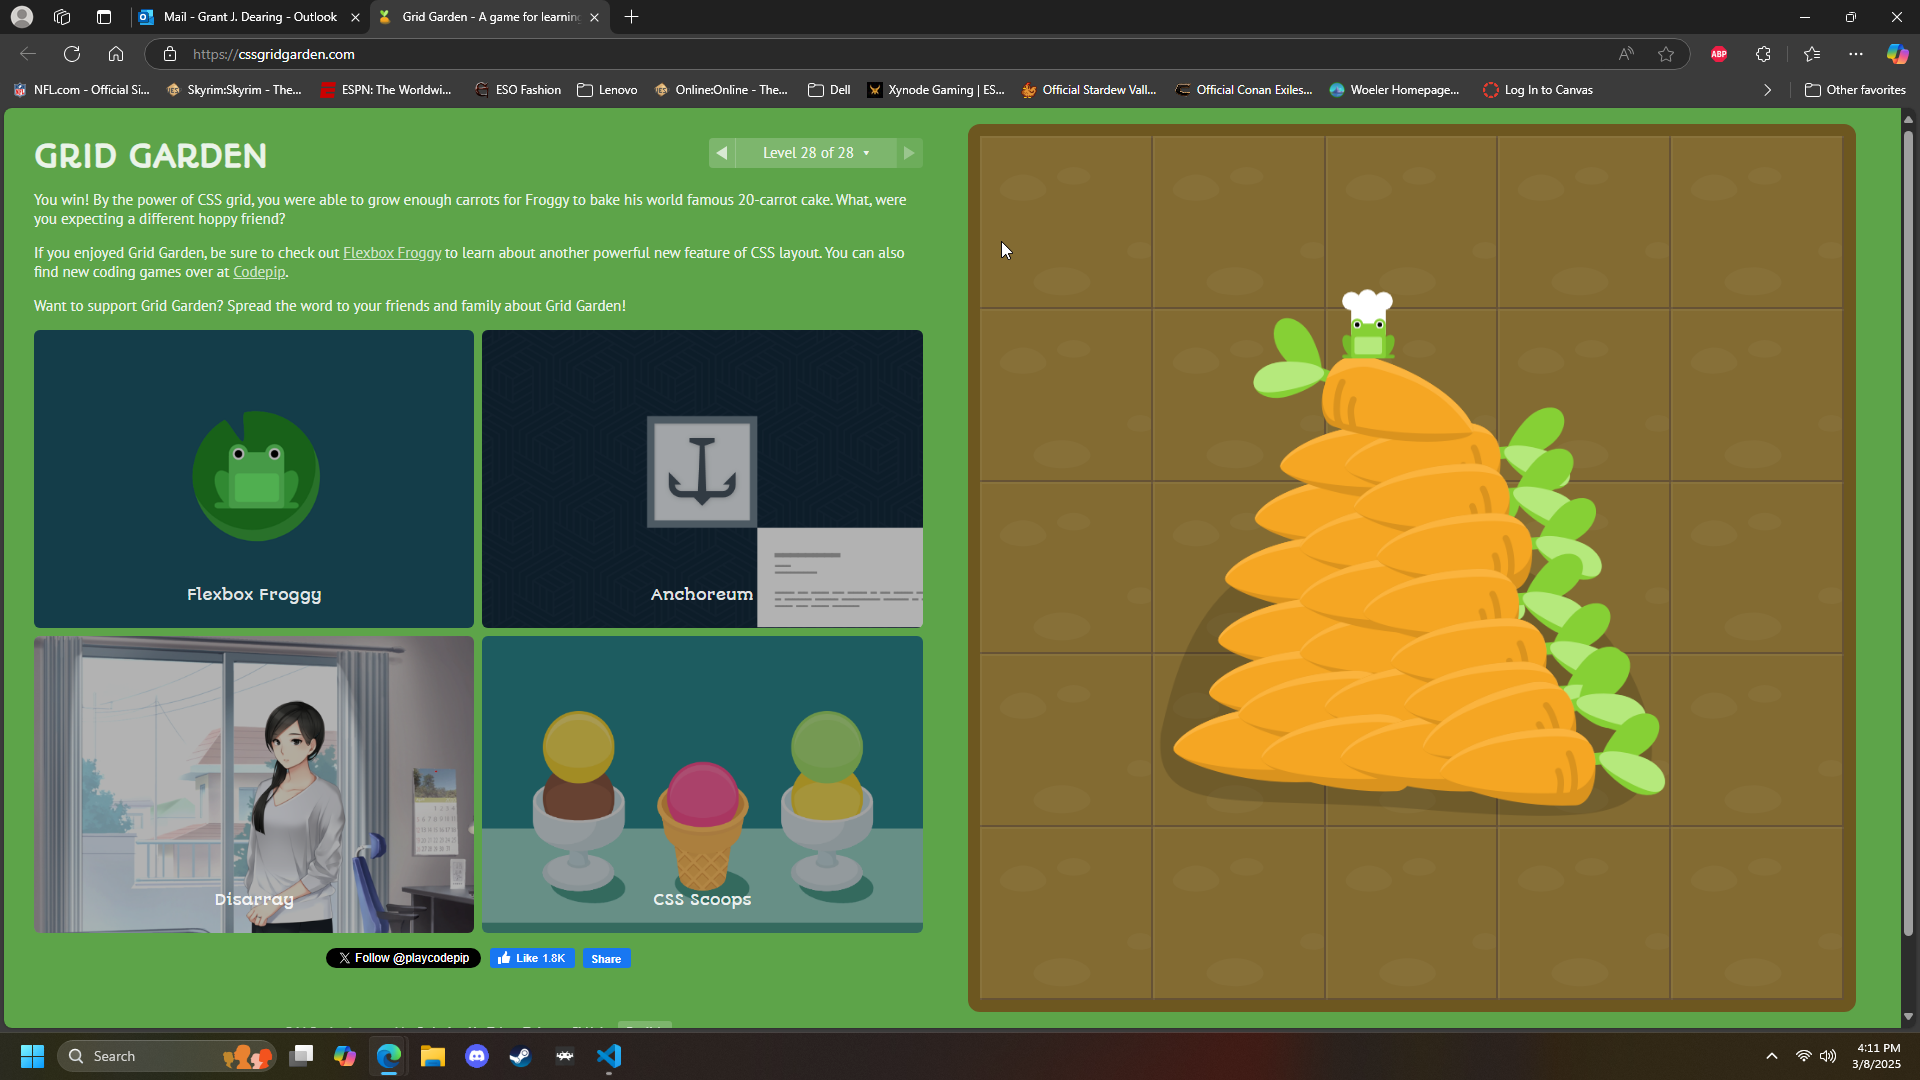 Mail - Grant J. Dearing - Outlook
Grid Garden - A game for learning
https://cssgridgarden.com
ABP
NFL.com - Official Si...
Skyrim:Skyrim - The...
ESPN: The Worldwi...
ESO Fashion
Lenovo
Online:Online - The...
Dell
Xynode Gaming | ES...
Official Stardew Vall...
Official Conan Exiles...
Woeler Homepage...
Log In to Canvas
Other favorites
GRID GARDEN
Level 28 of 28
You win! By the power of CSS grid, you were able to grow enough carrots for Froggy to bake his world famous 20-carrot cake. What, were
you expecting a different hoppy friend?
If you enjoyed Grid Garden, be sure to check out Flexbox Froggy to learn about another powerful new feature of CSS layout. You can also
find new coding games over at Codepip.
Want to support Grid Garden? Spread the word to your friends and family about Grid Garden!
Flexbox Froggy
Anchoreum
Disarray
CSS Scoops
Follow @playcodepip
Like 1.8K
Share
Search
4:11 PM
3/8/2025